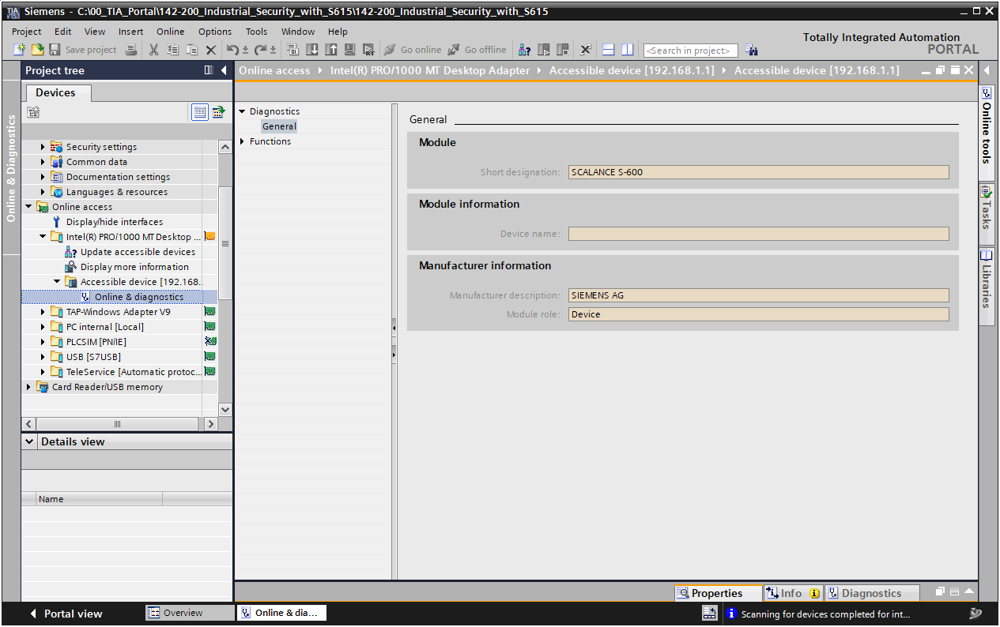 Siemens - C:\00_TIA_Portal\142-200_Industrial_Security_with_S615\142-200_Industrial_Security_with_S615
Project Edit View Insert Online Options Tools Window Help
Totally Integrated Automation
PORTAL
Save project Go online Go offline <Search in project>
Project tree
Online access Intel(R) PRO/1000 MT Desktop Adapter Accessible device [192.168.1.1] Accessible device [192.168.1.1]
Devices
Online & Diagnostics
Security settings
Common data
Documentation settings
Languages & resources
Online access
Display/hide interfaces
Intel(R) PRO/1000 MT Desktop ...
Update accessible devices
Display more information
Accessible device [192.168.
Online & diagnostics
TAP-Windows Adapter V9
PC internal [Local]
PLCSIM [PN/IE]
USB [S7USB]
TeleService [Automatic protoc...
Card Reader/USB memory
Details view
Name
Diagnostics
General
Functions
General
Module
Short designation: SCALANCE S-600
Module information
Device name:
Manufacturer information
Manufacturer description: SIEMENS AG
Module role: Device
Online tools
Tasks
Libraries
Properties Info Diagnostics
Portal view Overview Online & dia... Scanning for devices completed for int...